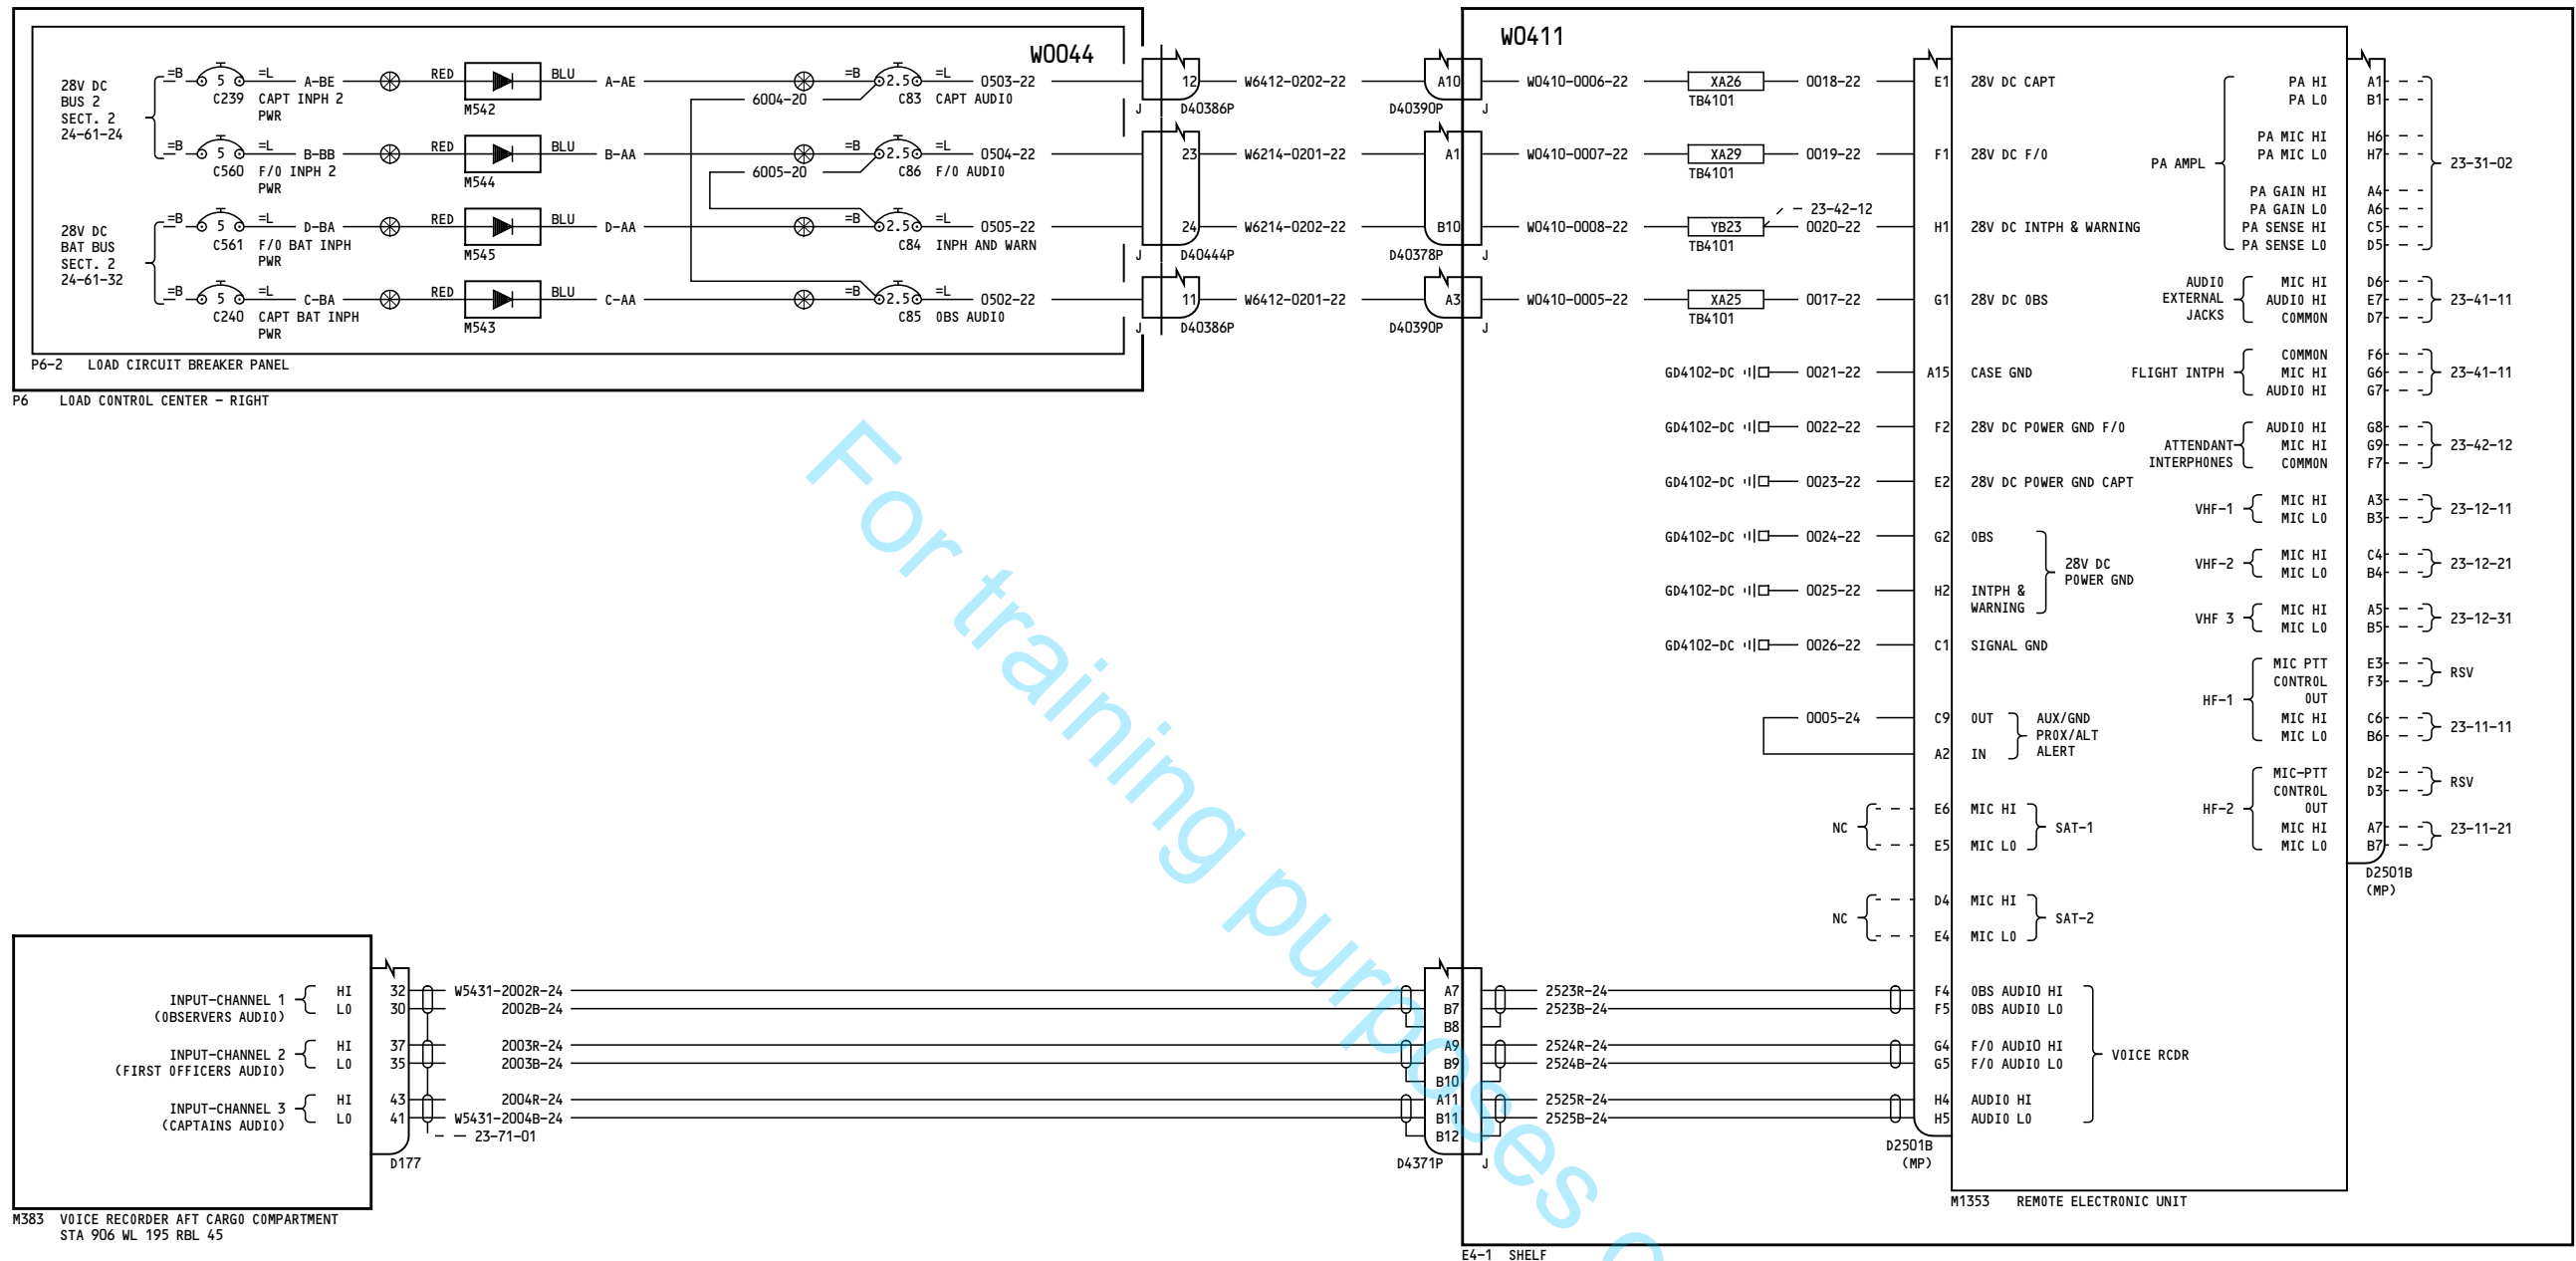 W0044
28V DC
BUS 2
SECT. 2
24-61-24
=B 5 =L A-BE RED BLU A-AE =B 2.5 =L 0503-22
C239 CAPT INPH 2
PWR
M542
6004-20
C83 CAPT AUDIO
=B 5 =L B-BB RED BLU B-AA =B 2.5 =L 0504-22
C560 F/O INPH 2
PWR
M544
6005-20
C86 F/O AUDIO
28V DC
BAT BUS
SECT. 2
24-61-32
=B 5 =L D-BA RED BLU D-AA =B 2.5 =L 0505-22
C561 F/O BAT INPH
PWR
M545
C84 INPH AND WARN
=B 5 =L C-BA RED BLU C-AA =B 2.5 =L 0502-22
C240 CAPT BAT INPH
PWR
M543
C85 OBS AUDIO
P6-2 LOAD CIRCUIT BREAKER PANEL
P6 LOAD CONTROL CENTER - RIGHT
12 W6412-0202-22 A10
J D40386P D40390P J
23 W6214-0201-22 A1
24 W6214-0202-22 B10
J D40444P D40378P J
11 W6412-0201-22 A3
J D40386P D40390P J
W0411
W0410-0006-22 XA26 0018-22 E1 28V DC CAPT
TB4101
W0410-0007-22 XA29 0019-22 F1 28V DC F/O
TB4101
23-42-12
W0410-0008-22 YB23 0020-22 H1 28V DC INTPH & WARNING
TB4101
W0410-0005-22 XA25 0017-22 G1 28V DC OBS
TB4101
GD4102-DC 0021-22 A15 CASE GND
GD4102-DC 0022-22 F2 28V DC POWER GND F/O
GD4102-DC 0023-22 E2 28V DC POWER GND CAPT
GD4102-DC 0024-22 G2 OBS
28V DC
POWER GND
GD4102-DC 0025-22 H2 INTPH &
WARNING
GD4102-DC 0026-22 C1 SIGNAL GND
0005-24 C9 OUT
A2 IN
AUX/GND
PROX/ALT
ALERT
NC
E6 MIC HI
E5 MIC LO
SAT-1
NC
D4 MIC HI
E4 MIC LO
SAT-2
PA AMPL
PA HI A1
PA LO B1
PA MIC HI H6
PA MIC LO H7
PA GAIN HI A4
PA GAIN LO A6
PA SENSE HI C5
PA SENSE LO D5
23-31-02
AUDIO
EXTERNAL
JACKS
MIC HI D6
AUDIO HI E7
COMMON D7
23-41-11
FLIGHT INTPH
COMMON F6
MIC HI G6
AUDIO HI G7
23-41-11
ATTENDANT
INTERPHONES
AUDIO HI G8
MIC HI G9
COMMON F7
23-42-12
VHF-1
MIC HI A3
MIC LO B3
23-12-11
VHF-2
MIC HI C4
MIC LO B4
23-12-21
VHF 3
MIC HI A5
MIC LO B5
23-12-31
HF-1
MIC PTT E3
CONTROL F3
OUT
RSV
MIC HI C6
MIC LO B6
23-11-11
HF-2
MIC-PTT D2
CONTROL D3
OUT
RSV
MIC HI A7
MIC LO B7
23-11-21
D2501B
(MP)
INPUT-CHANNEL 1
(OBSERVERS AUDIO)
HI 32 W5431-2002R-24 A7 2523R-24 F4 OBS AUDIO HI
LO 30 2002B-24 B7 2523B-24 F5 OBS AUDIO LO
B8
INPUT-CHANNEL 2
(FIRST OFFICERS AUDIO)
HI 37 2003R-24 A9 2524R-24 G4 F/O AUDIO HI
LO 35 2003B-24 B9 2524B-24 G5 F/O AUDIO LO
B10
VOICE RCDR
INPUT-CHANNEL 3
(CAPTAINS AUDIO)
HI 43 2004R-24 A11 2525R-24 H4 AUDIO HI
LO 41 W5431-2004B-24 B11 2525B-24 H5 AUDIO LO
23-71-01
B12
D177
D4371P J
D2501B
(MP)
M383 VOICE RECORDER AFT CARGO COMPARTMENT
STA 906 WL 195 RBL 45
M1353 REMOTE ELECTRONIC UNIT
E4-1 SHELF
For training purposes